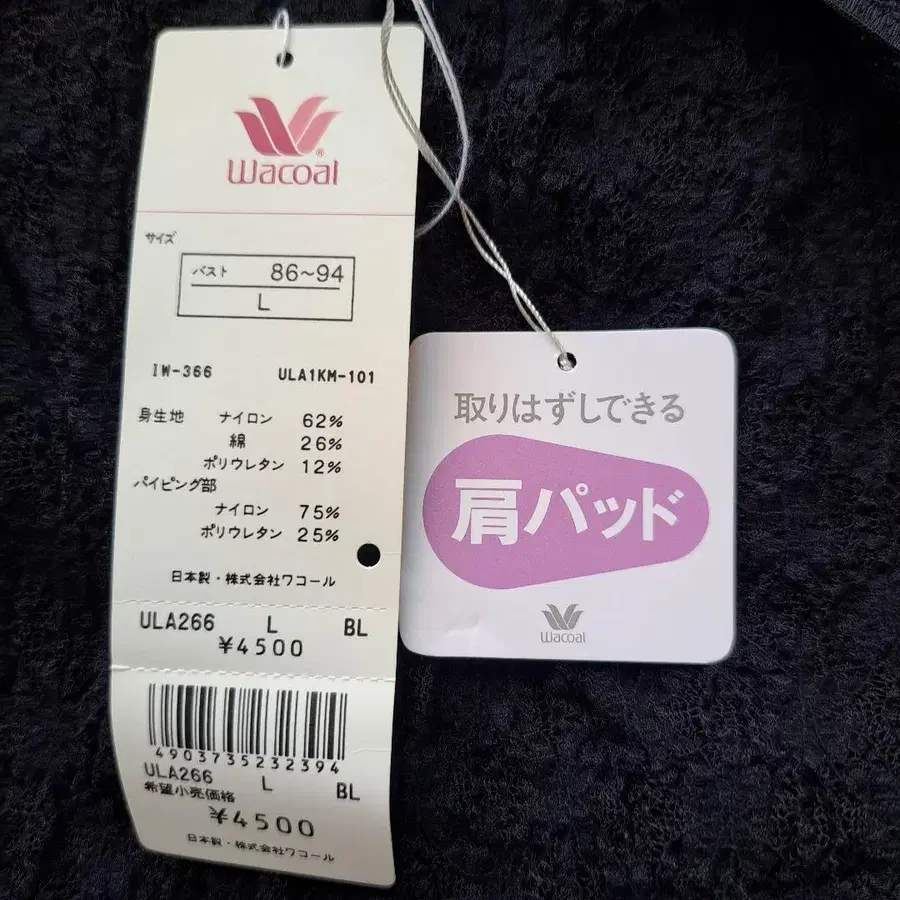 Wacoal
サイズ
バスト 86~94
L
IW-366 ULA1KM-101
身生地 ナイロン 62%
綿 26%
ポリウレタン 12%
パイピング部
ナイロン 75%
ポリウレタン 25%
日本製・株式会社ワコール
ULA266 L BL
¥4500
4903735232394
ULA266 L BL
希望小売価格
¥4500
日本製・株式会社ワコール
取りはずしできる
肩パッド
Wacoal